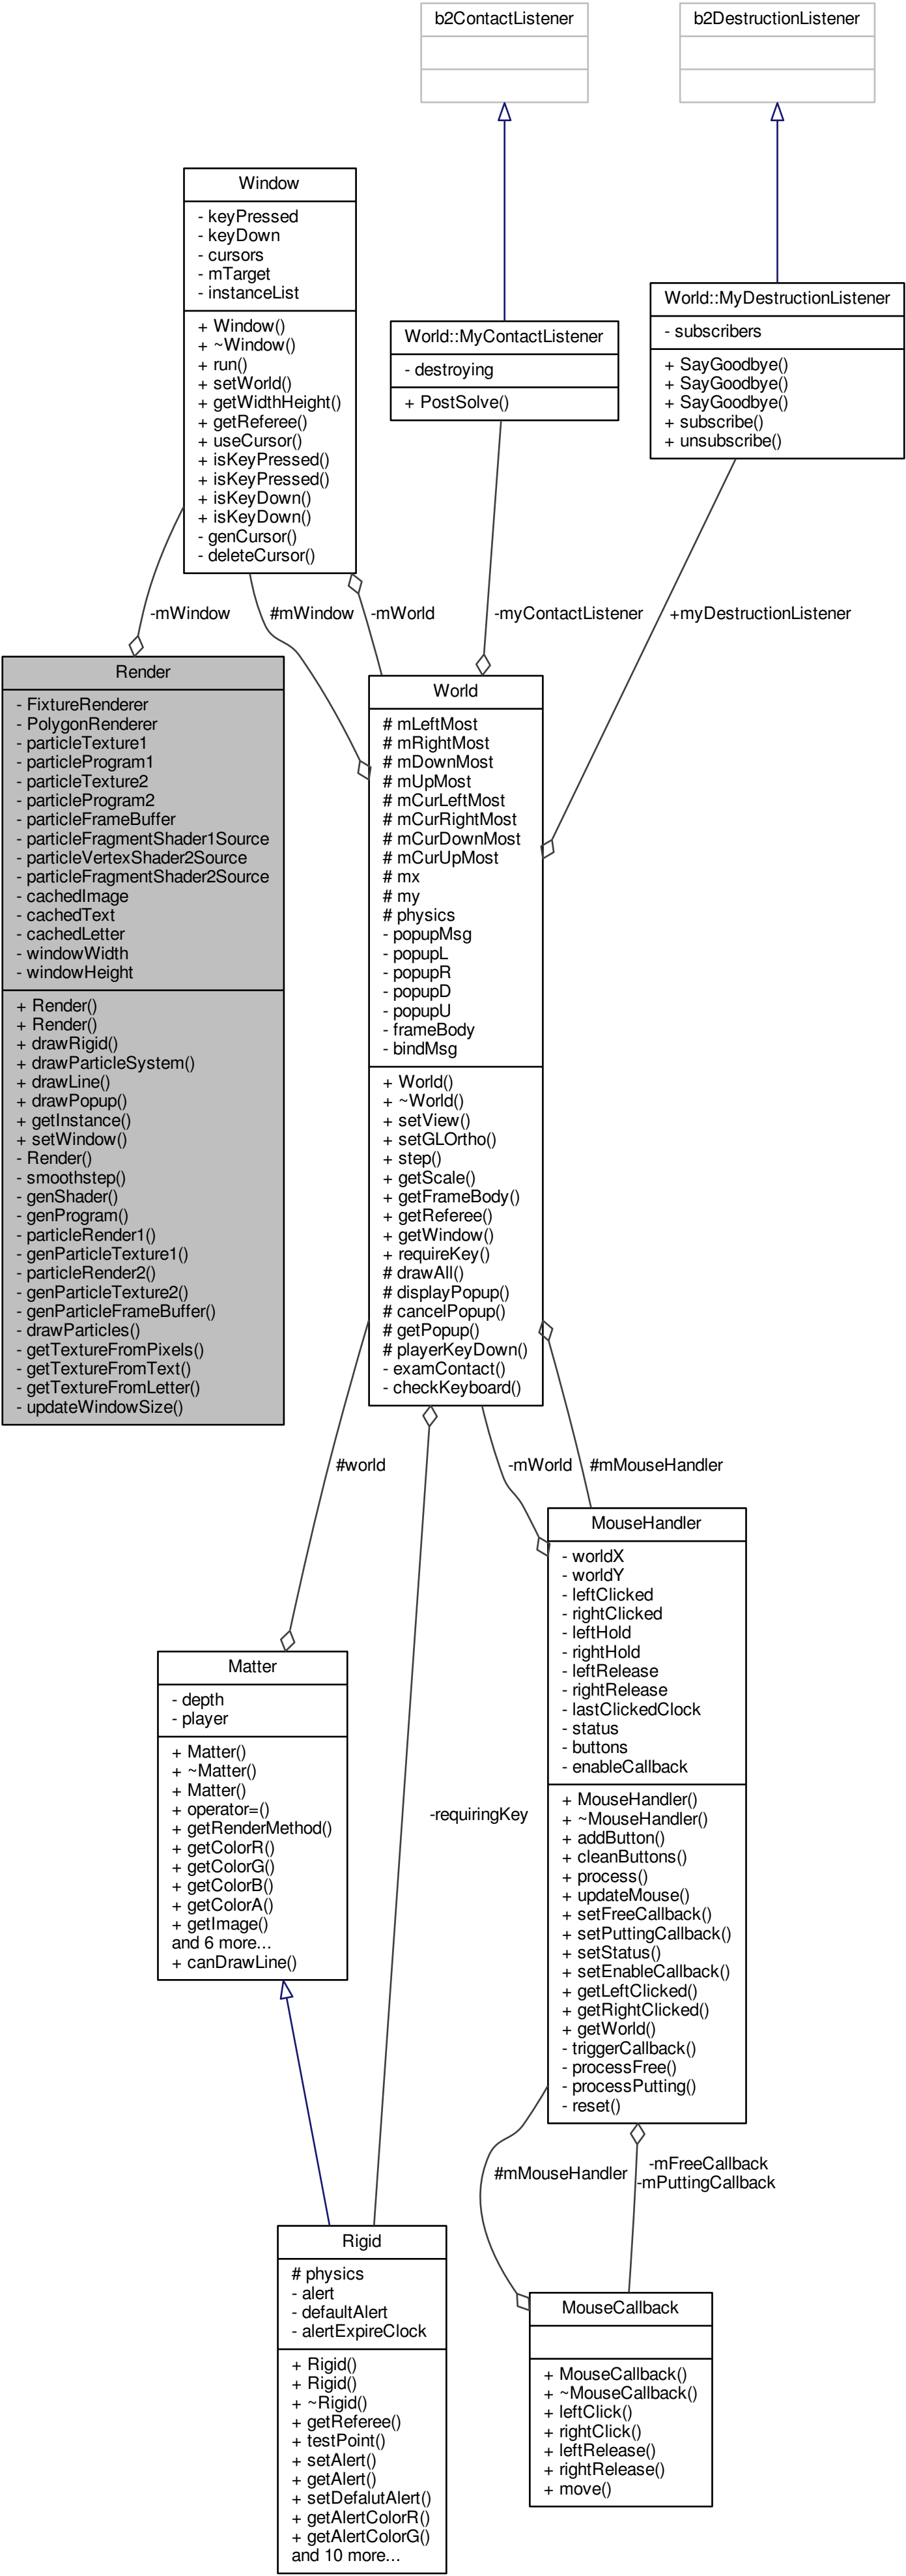 b2ContactListener
b2DestructionListener
Window
- keyPressed
- keyDown
- cursors
- mTarget
- instanceList
+ Window()
+ ~Window()
+ run()
+ setWorld()
+ getWidthHeight()
+ getReferee()
+ useCursor()
+ isKeyPressed()
+ isKeyPressed()
+ isKeyDown()
+ isKeyDown()
- genCursor()
- deleteCursor()
World::MyContactListener
- destroying
+ PostSolve()
World::MyDestructionListener
- subscribers
+ SayGoodbye()
+ SayGoodbye()
+ SayGoodbye()
+ subscribe()
+ unsubscribe()
-mWindow
#mWindow
-mWorld
-myContactListener
+myDestructionListener
Render
- FixtureRenderer
- PolygonRenderer
- particleTexture1
- particleProgram1
- particleTexture2
- particleProgram2
- particleFrameBuffer
- particleFragmentShader1Source
- particleVertexShader2Source
- particleFragmentShader2Source
- cachedImage
- cachedText
- cachedLetter
- windowWidth
- windowHeight
+ Render()
+ Render()
+ drawRigid()
+ drawParticleSystem()
+ drawLine()
+ drawPopup()
+ getInstance()
+ setWindow()
- Render()
- smoothstep()
- genShader()
- genProgram()
- particleRender1()
- genParticleTexture1()
- particleRender2()
- genParticleTexture2()
- genParticleFrameBuffer()
- drawParticles()
- getTextureFromPixels()
- getTextureFromText()
- getTextureFromLetter()
- updateWindowSize()
World
# mLeftMost
# mRightMost
# mDownMost
# mUpMost
# mCurLeftMost
# mCurRightMost
# mCurDownMost
# mCurUpMost
# mx
# my
# physics
- popupMsg
- popupL
- popupR
- popupD
- popupU
- frameBody
- bindMsg
+ World()
+ ~World()
+ setView()
+ setGLOrtho()
+ step()
+ getScale()
+ getFrameBody()
+ getReferee()
+ getWindow()
+ requireKey()
# drawAll()
# displayPopup()
# cancelPopup()
# getPopup()
# playerKeyDown()
- examContact()
- checkKeyboard()
#world
-mWorld
#mMouseHandler
MouseHandler
- worldX
- worldY
- leftClicked
- rightClicked
- leftHold
- rightHold
- leftRelease
- rightRelease
- lastClickedClock
- status
- buttons
- enableCallback
+ MouseHandler()
+ ~MouseHandler()
+ addButton()
+ cleanButtons()
+ process()
+ updateMouse()
+ setFreeCallback()
+ setPuttingCallback()
+ setStatus()
+ setEnableCallback()
+ getLeftClicked()
+ getRightClicked()
+ getWorld()
- triggerCallback()
- processFree()
- processPutting()
- reset()
Matter
- depth
- player
+ Matter()
+ ~Matter()
+ Matter()
+ operator=()
+ getRenderMethod()
+ getColorR()
+ getColorG()
+ getColorB()
+ getColorA()
+ getImage()
and 6 more...
+ canDrawLine()
-requiringKey
#mMouseHandler
-mFreeCallback
-mPuttingCallback
Rigid
# physics
- alert
- defaultAlert
- alertExpireClock
+ Rigid()
+ Rigid()
+ ~Rigid()
+ getReferee()
+ testPoint()
+ setAlert()
+ getAlert()
+ setDefalutAlert()
+ getAlertColorR()
+ getAlertColorG()
and 10 more...
MouseCallback
+ MouseCallback()
+ ~MouseCallback()
+ leftClick()
+ rightClick()
+ leftRelease()
+ rightRelease()
+ move()